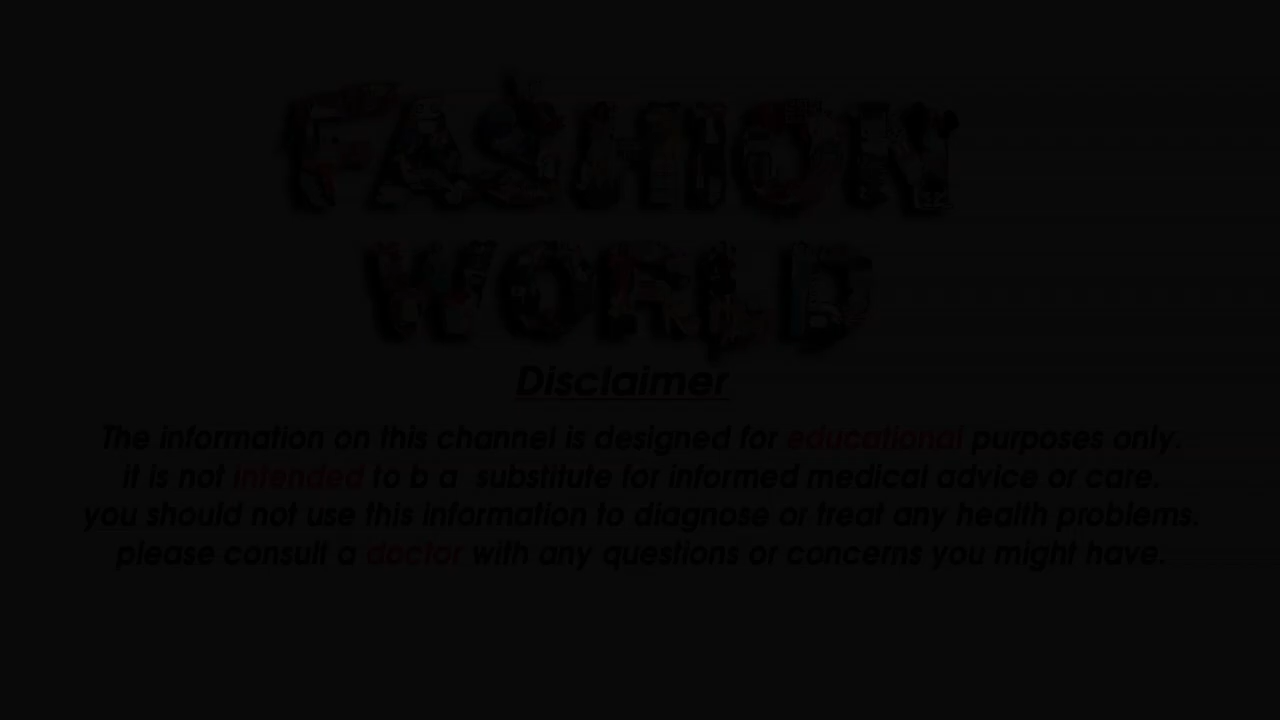 FASHION
WORLD
Disclaimer
The information on this channel is designed for educational purposes only.
it is not intended to b a substitute for informed medical advice or care.
you should not use this information to diagnose or treat any health problems.
please consult a doctor with any questions or concerns you might have.